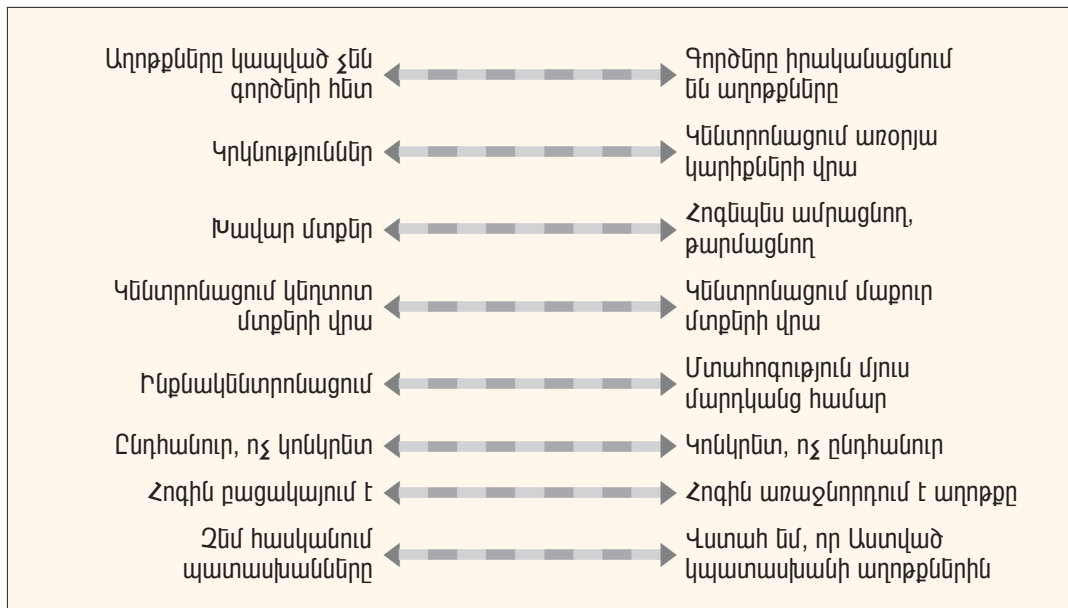 Աղոթքները կապված չեն
գործերի հետ
Գործերը իրականացնում
են աղոթքները
Կրկնություններ
Կենտրոնացում առօրյա
կարիքների վրա
Խավար մտքեր
Հոգեպես ամրացնող,
թարմացնող
Կենտրոնացում կեղտոտ
մտքերի վրա
Կենտրոնացում մաքուր
մտքերի վրա
Ինքնակենտրոնացում
Մտահոգություն մյուս
մարդկանց համար
Ընդհանուր, ոչ կոնկրետ
Կոնկրետ, ոչ ընդհանուր
Հոգին բացակայում է
Հոգին առաջնորդում է աղոթքը
Չեմ հասկանում
պատասխանները
Վստահ եմ, որ Աստված
կպատասխանի աղոթքներին